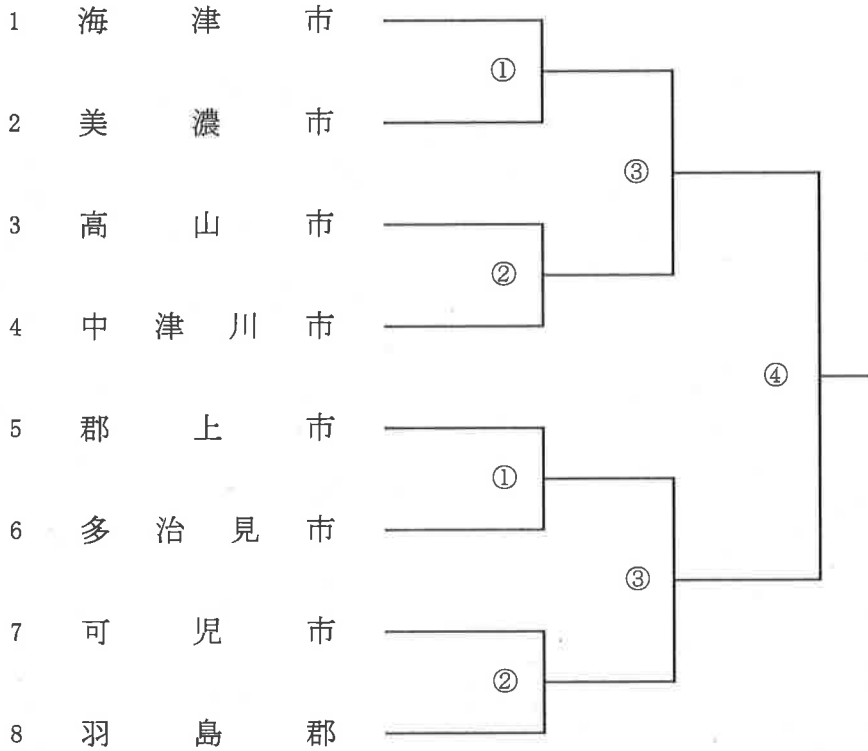 1 海津市
①
2 美濃市
③
3 高山市
②
4 中津川市
④
5 郡上市
①
6 多治見市
③
7 可児市
②
8 羽島郡